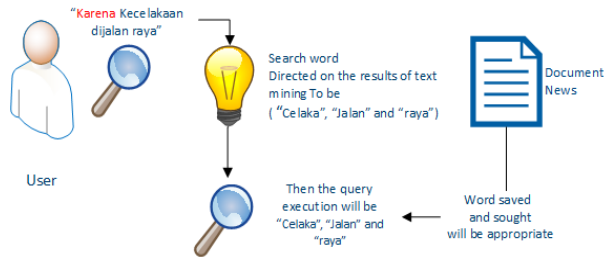 “Karena Kecelakaan
dijalan raya”
Search word
Directed on the results of text
mining To be
( “Celaka”, “Jalan” and “raya”)
Document
News
User
Then the query
execution will be
“Celaka”, “Jalan” and
“raya”
Word saved
and sought
will be appropriate